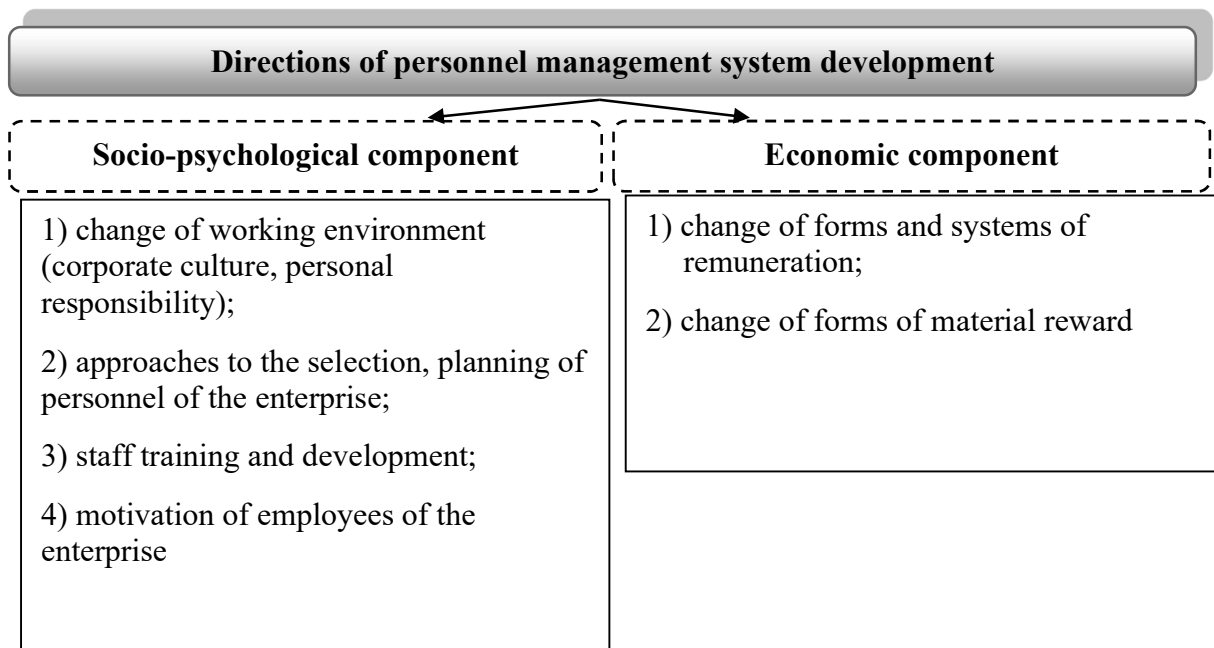 Directions of personnel management system development
Socio-psychological component
1) change of working environment
(corporate culture, personal
responsibility);
2) approaches to the selection, planning of
personnel of the enterprise;
3) staff training and development;
4) motivation of employees of the
enterprise
Economic component
1) change of forms and systems of
remuneration;
2) change of forms of material reward